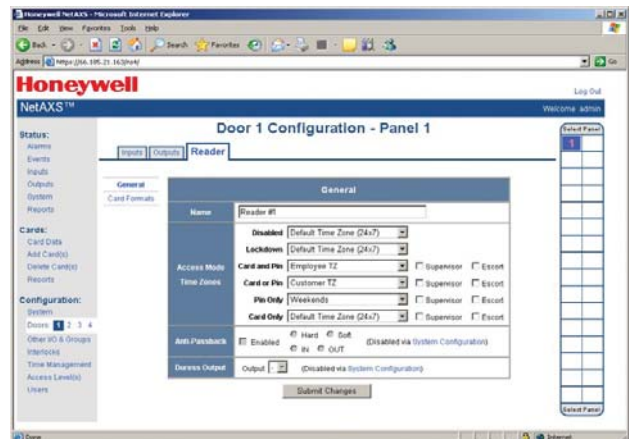 Honeywell NetAXS - Microsoft Internet Explorer
File Edit View Favorites Tools Help
Back Search Favorites
Address https://66.105.21.163/na4/ Go
Honeywell
Log Out
NetAXS™ Welcome admin
Status:
Alarms
Events
Inputs
Outputs
System
Reports
Cards:
Card Data
Add Card(s)
Delete Card(s)
Reports
Configuration:
System
Doors 1 2 3 4
Other I/O & Groups
Interlocks
Time Management
Access Level(s)
Users
Door 1 Configuration - Panel 1
Inputs Outputs Reader
General
Card Formats
General
Name Reader #1
Access Mode Time Zones
Disabled Default Time Zone (24x7)
Lockdown Default Time Zone (24x7)
Card and Pin Employee TZ Supervisor Escort
Card or Pin Customer TZ Supervisor Escort
Pin Only Weekends Supervisor Escort
Card Only Default Time Zone (24x7) Supervisor Escort
Anti-Passback Enabled Hard Soft IN OUT (Disabled via System Configuration)
Duress Output Output - (Disabled via System Configuration)
Submit Changes
Select Panel
1
Select Panel
Done Internet